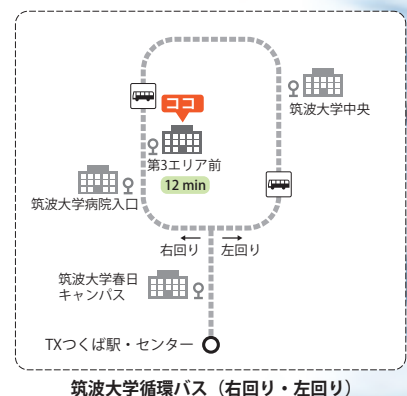 ココ
筑波大学中央
第3エリア前
12 min
筑波大学病院入口
右回り
左回り
筑波大学春日
キャンパス
TXつくば駅・センター
筑波大学循環バス（右回り・左回り）